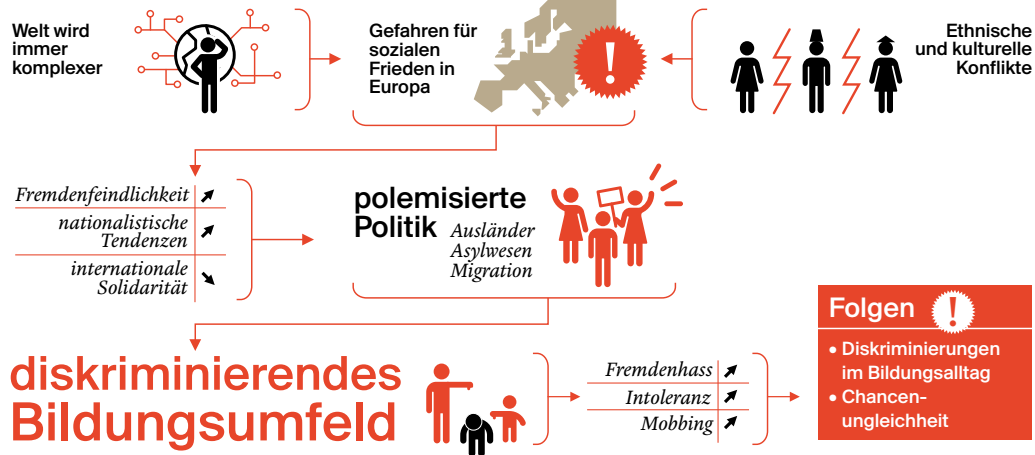 Welt wird
immer
komplexer
Gefahren für
sozialen
Frieden in
Europa
!
Ethnische
und kulturelle
Konflikte
Fremdenfeindlichkeit
nationalistische
Tendenzen
internationale
Solidarität
polemisierte
Politik
Ausländer
Asylwesen
Migration
diskriminierendes
Bildungsumfeld
Fremdenhass
Intoleranz
Mobbing
Folgen !
• Diskriminierungen
im Bildungsalltag
• Chancen-
ungleichheit